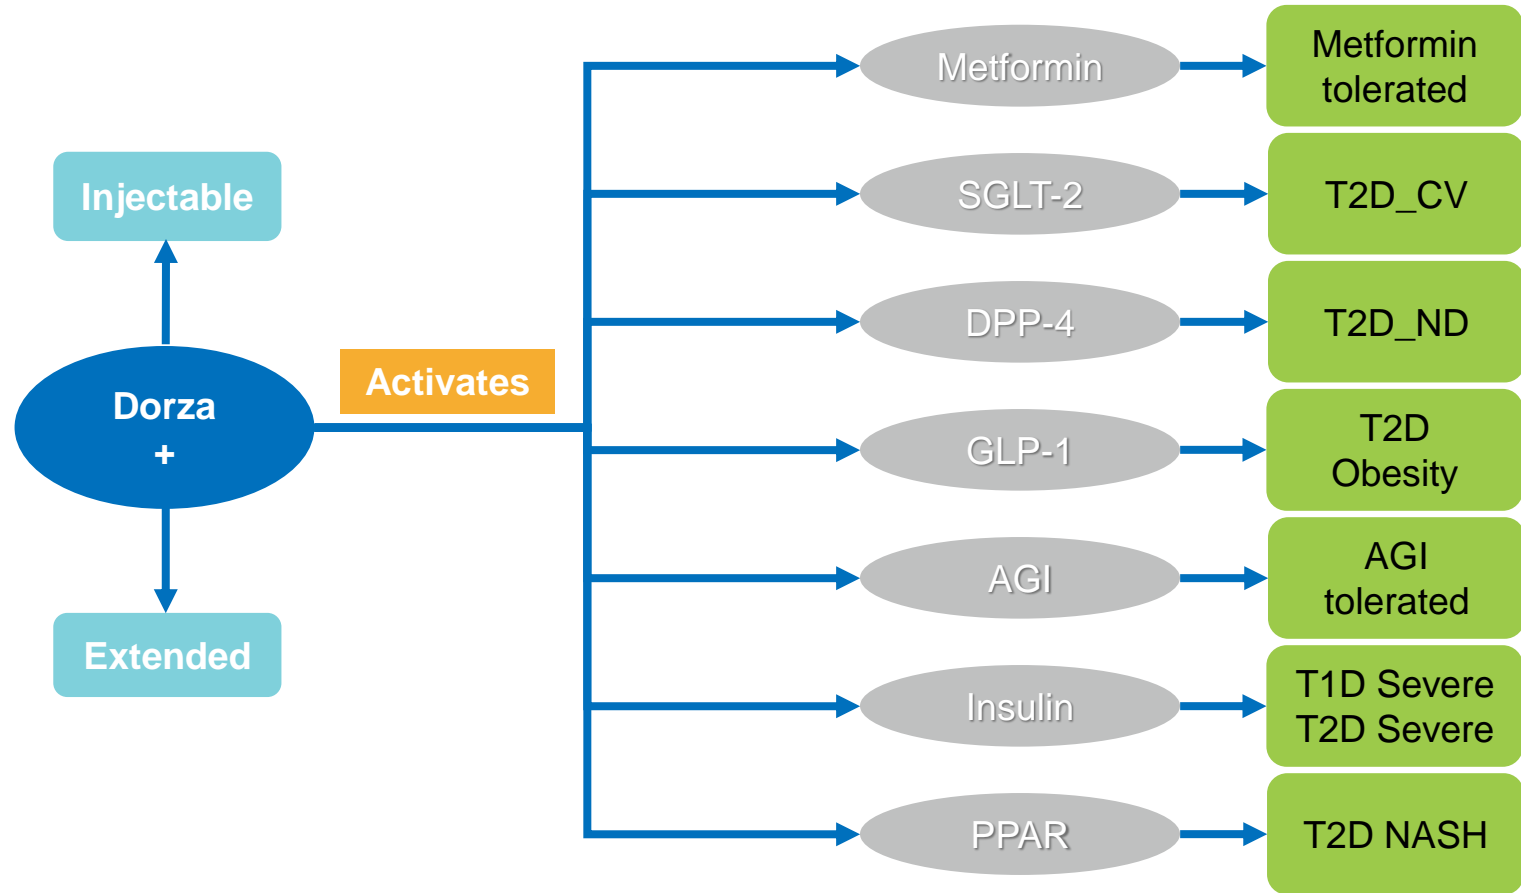 Injectable
Dorza
+
Extended
Activates
Metformin
Metformin
tolerated
SGLT-2
T2D_CV
DPP-4
T2D_ND
GLP-1
T2D
Obesity
AGI
AGI
tolerated
Insulin
T1D Severe
T2D Severe
PPAR
T2D NASH